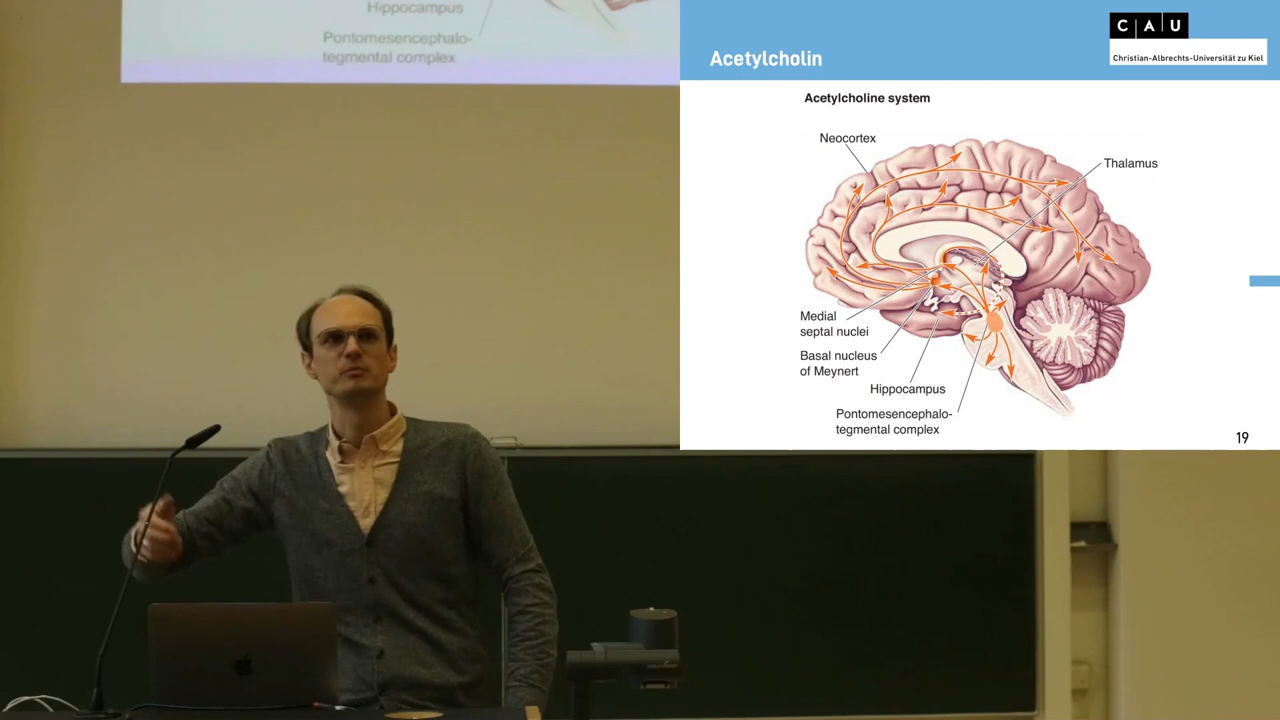 Hippocampus
Pontomesencephalo-
tegmental complex
Acetylcholin
C A U
Christian-Albrechts-Universität zu Kiel
Acetylcholine system
Neocortex
Thalamus
Medial
septal nuclei
Basal nucleus
of Meynert
Hippocampus
Pontomesencephalo-
tegmental complex
19